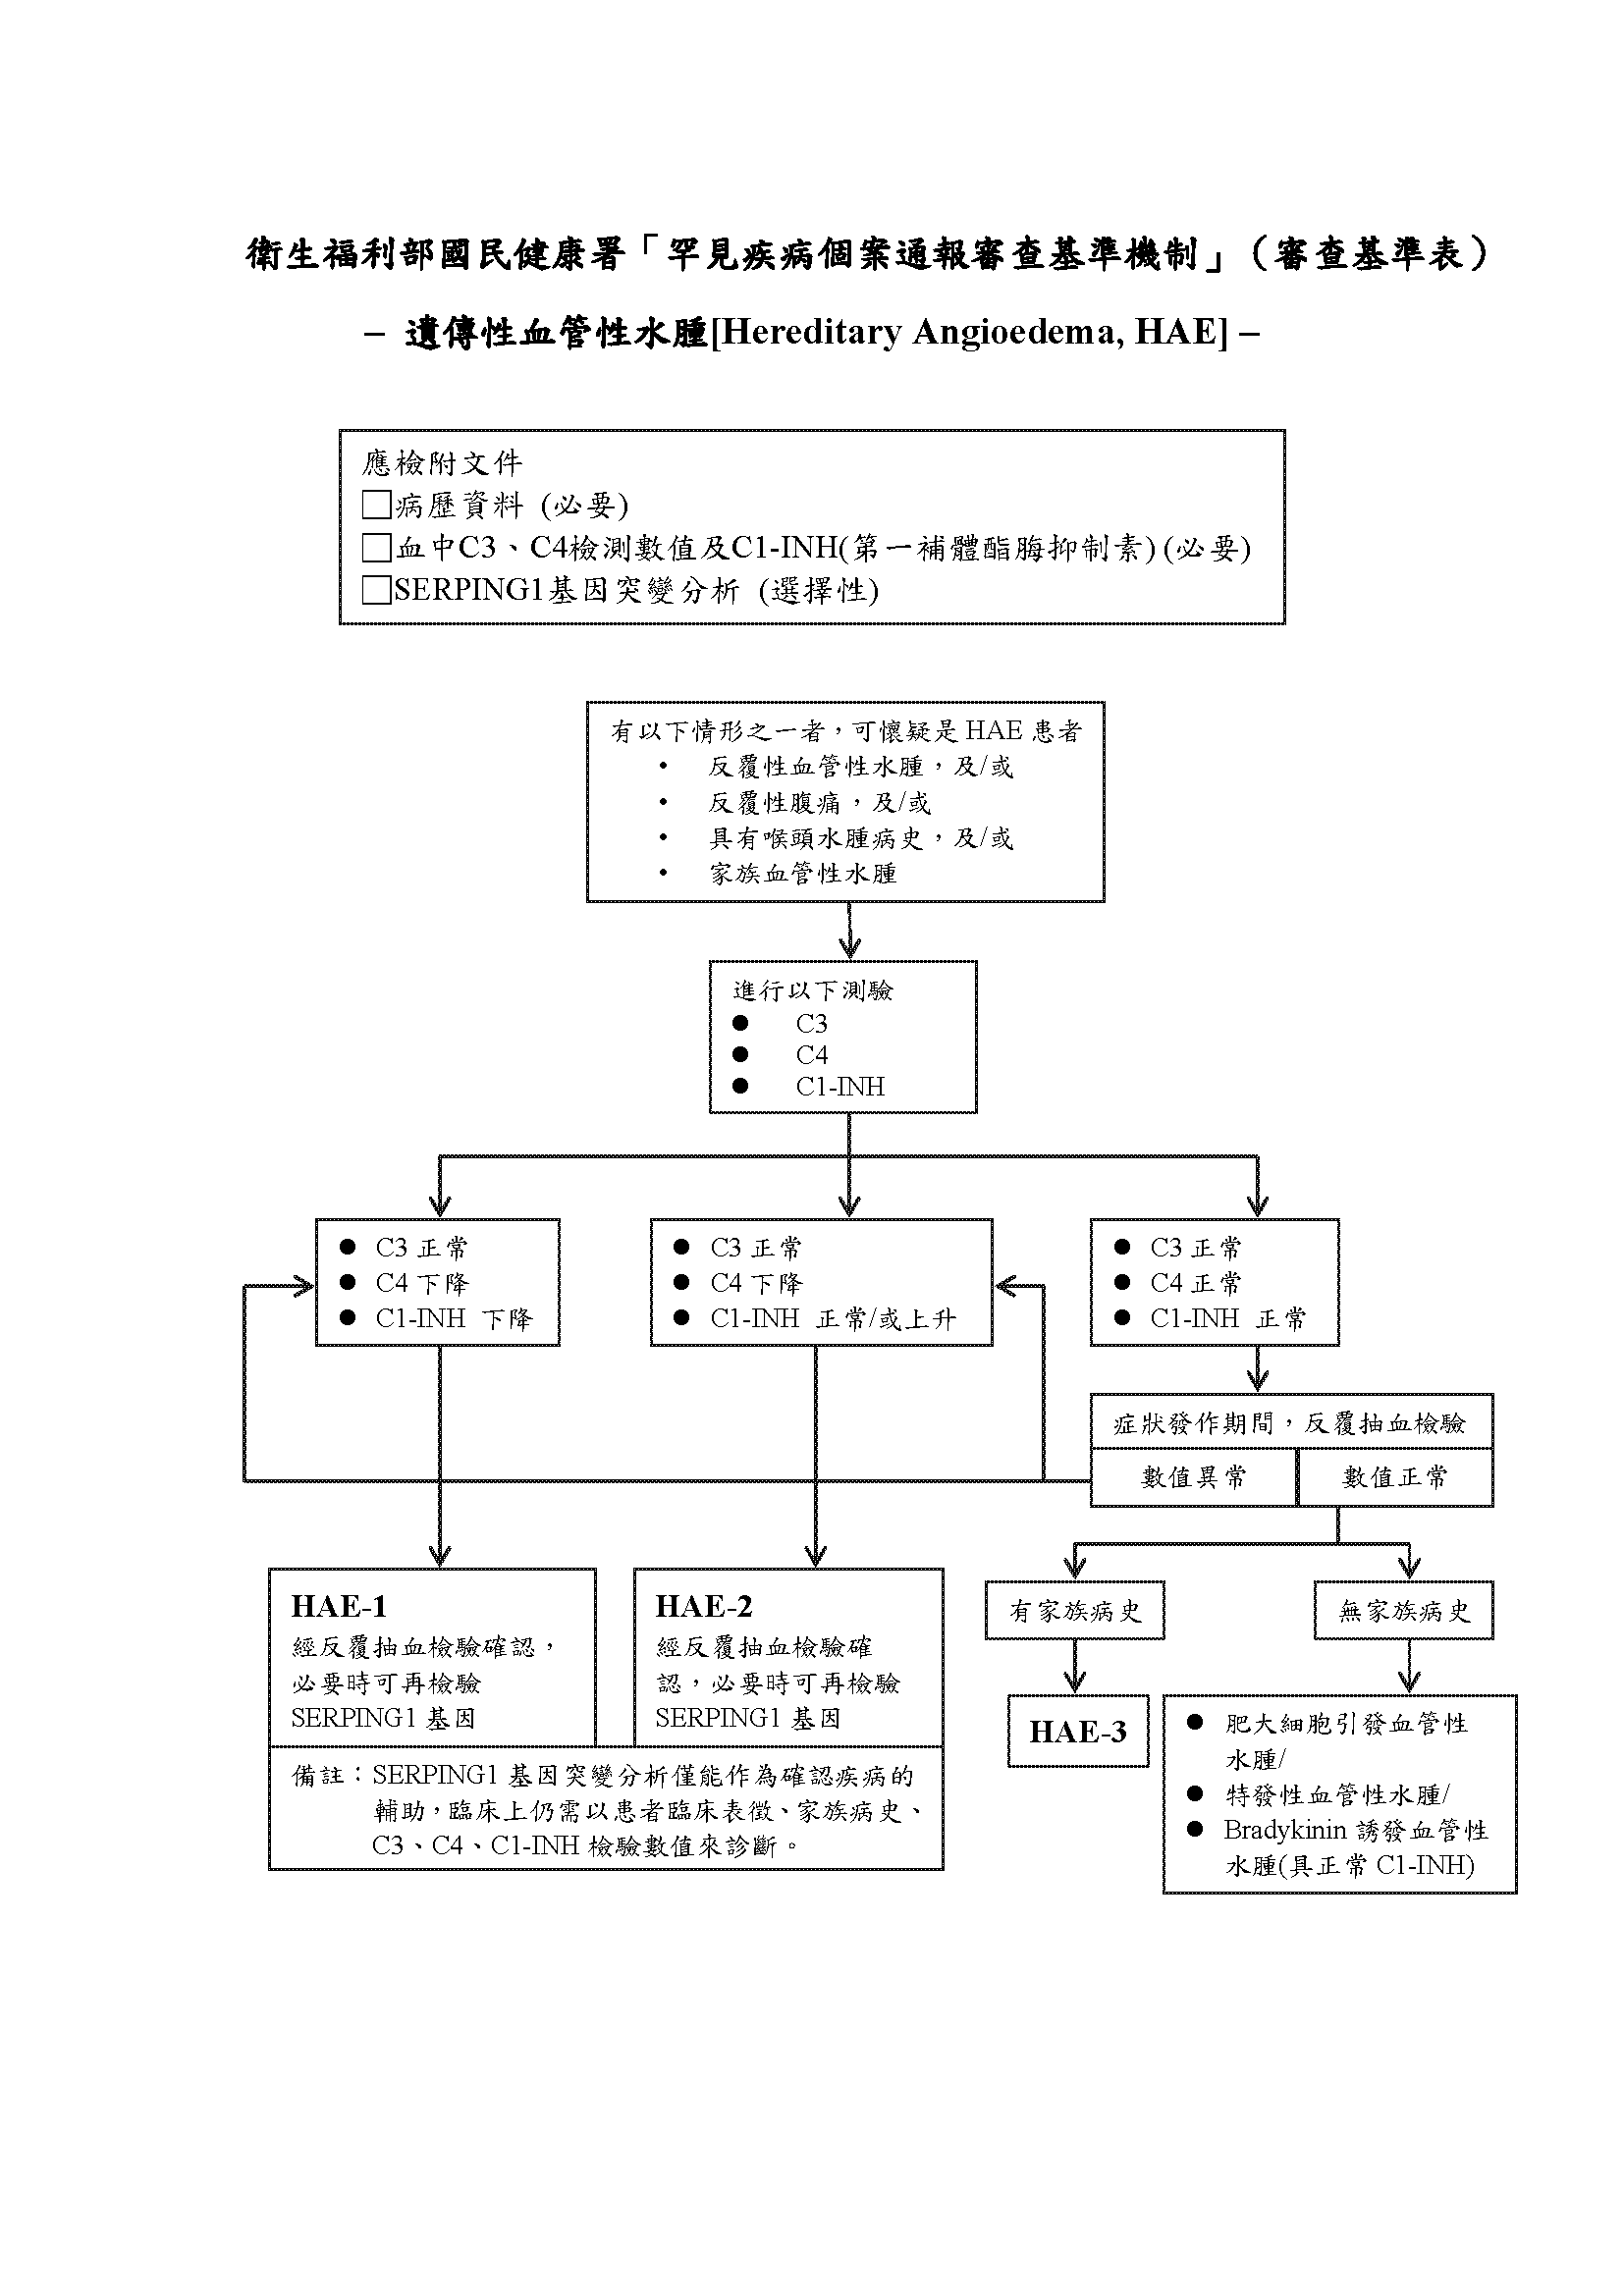 衛生福利部國民健康署「罕見疾病個案通報審查基準機制」（審查基準表）
– 遺傳性血管性水腫[Hereditary Angioedema, HAE] –
應檢附文件
□病歷資料 (必要)
□血中C3、C4檢測數值及C1-INH(第一補體酯脢抑制素) (必要)
□SERPING1基因突變分析 (選擇性)
有以下情形之一者，可懷疑是 HAE 患者
• 反覆性血管性水腫，及/或
• 反覆性腹痛，及/或
• 具有喉頭水腫病史，及/或
• 家族血管性水腫
進行以下測驗
● C3
● C4
● C1-INH
● C3 正常
● C4 下降
● C1-INH 下降
● C3 正常
● C4 下降
● C1-INH 正常/或上升
● C3 正常
● C4 正常
● C1-INH 正常
症狀發作期間，反覆抽血檢驗
數值異常
數值正常
HAE-1
經反覆抽血檢驗確認，
必要時可再檢驗
SERPING1 基因
HAE-2
經反覆抽血檢驗確
認，必要時可再檢驗
SERPING1 基因
備註：SERPING1 基因突變分析僅能作為確認疾病的
輔助，臨床上仍需以患者臨床表徵、家族病史、
C3、C4、C1-INH 檢驗數值來診斷。
有家族病史
無家族病史
HAE-3
● 肥大細胞引發血管性
水腫/
● 特發性血管性水腫/
● Bradykinin 誘發血管性
水腫(具正常 C1-INH)